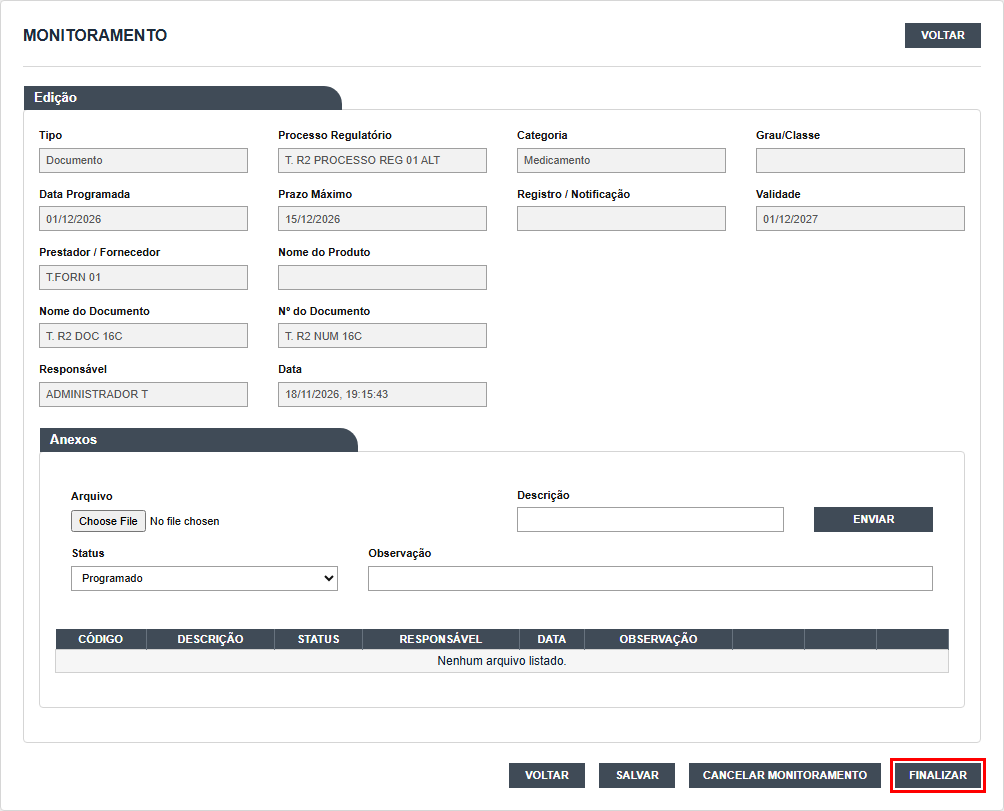 MONITORAMENTO VOLTAR
Edição
Tipo Processo Regulatório Categoria Grau/Classe
Documento T. R2 PROCESSO REG 01 ALT Medicamento
Data Programada Prazo Máximo Registro / Notificação Validade
01/12/2026 15/12/2026 01/12/2027
Prestador / Fornecedor Nome do Produto
T.FORN 01
Nome do Documento Nº do Documento
T. R2 DOC 16C T. R2 NUM 16C
Responsável Data
ADMINISTRADOR T 18/11/2026, 19:15:43
Anexos
Arquivo Descrição
Choose File No file chosen ENVIAR
Status Observação
Programado
CÓDIGO DESCRIÇÃO STATUS RESPONSÁVEL DATA OBSERVAÇÃO
Nenhum arquivo listado.
VOLTAR SALVAR CANCELAR MONITORAMENTO FINALIZAR